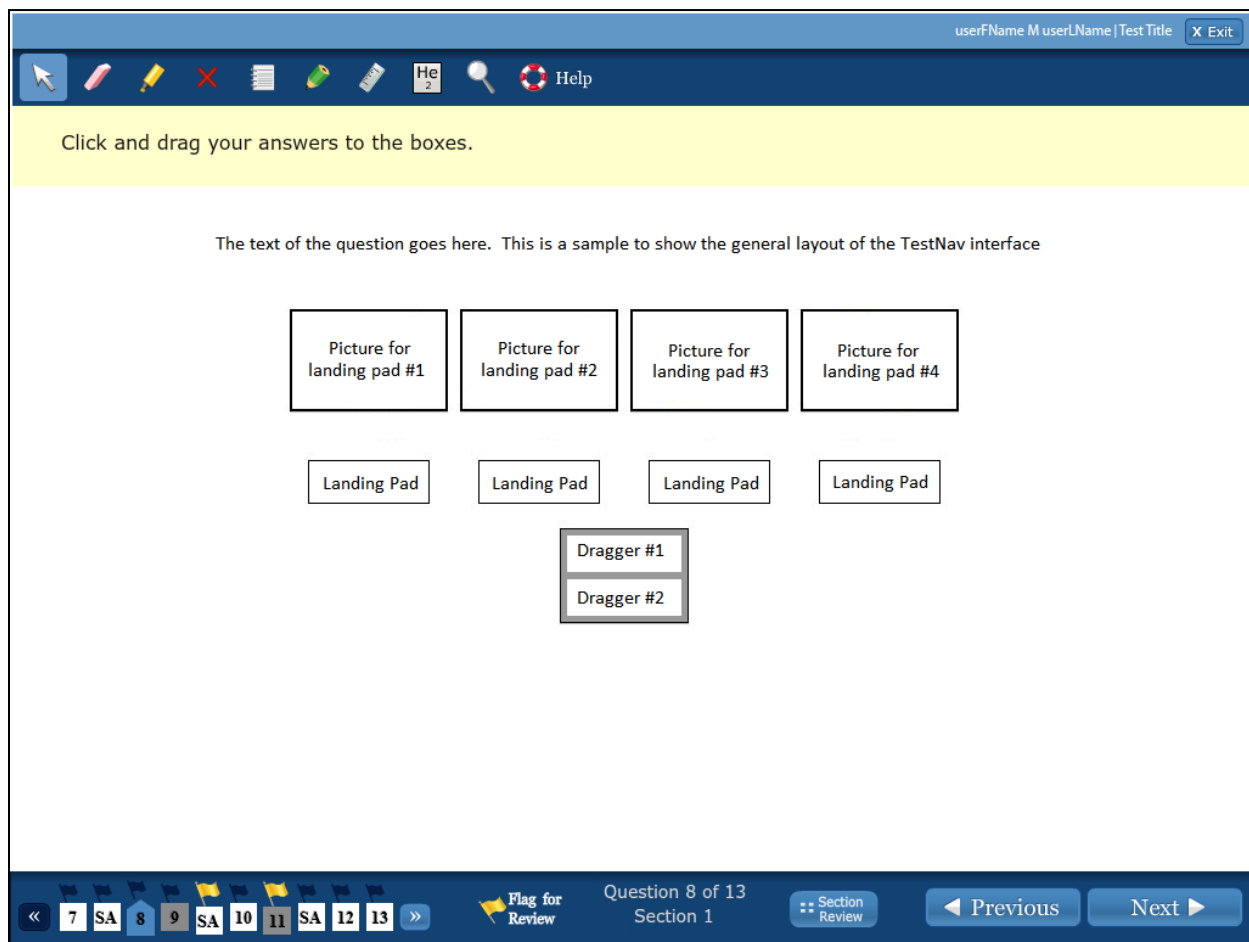 userFName M userLName | Test Title X Exit
He
2
Help
Click and drag your answers to the boxes.
The text of the question goes here. This is a sample to show the general layout of the TestNav interface
Picture for
landing pad #1
Picture for
landing pad #2
Picture for
landing pad #3
Picture for
landing pad #4
Landing Pad Landing Pad Landing Pad Landing Pad
Dragger #1
Dragger #2
« 7 SA 8 9 SA 10 11 SA 12 13 »
Flag for
Review
Question 8 of 13
Section 1
Section
Review
Previous
Next